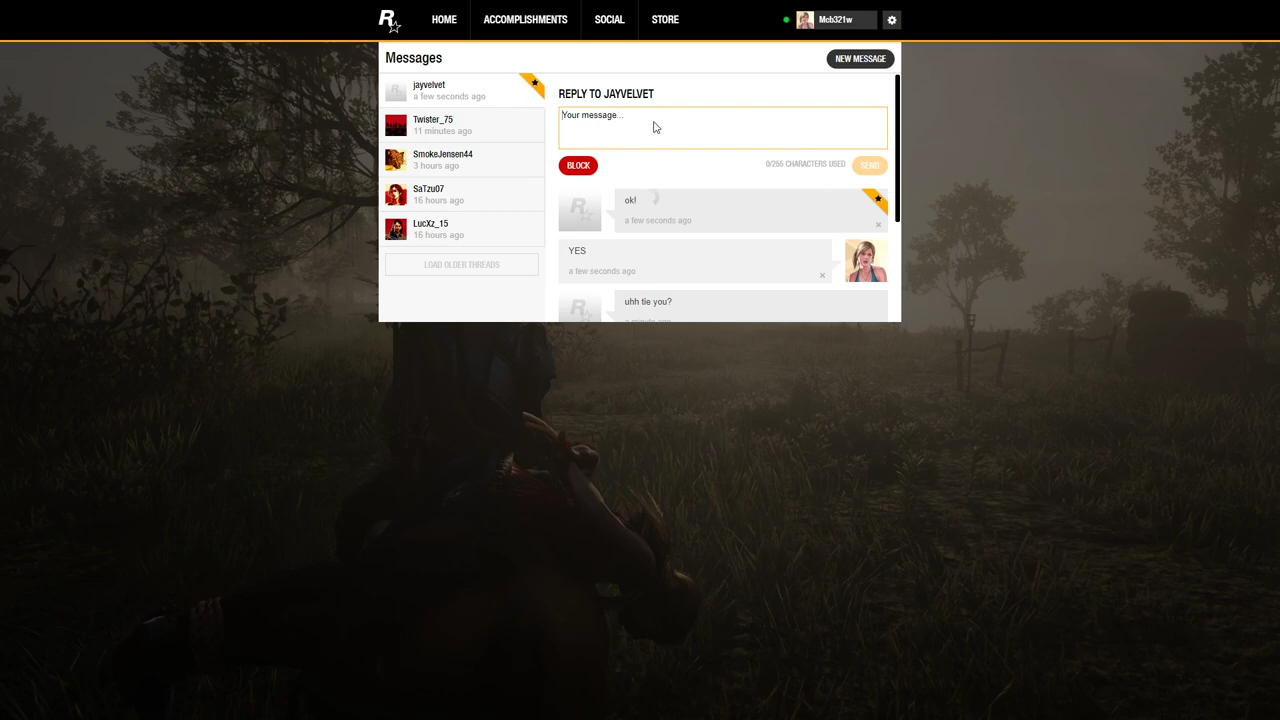 R
HOME
ACCOMPLISHMENTS
SOCIAL
STORE
Mcb321w
Messages
NEW MESSAGE
jayvelvet
a few seconds ago
Twister_75
11 minutes ago
SmokeJensen44
3 hours ago
SaTzu07
16 hours ago
LucXz_15
16 hours ago
LOAD OLDER THREADS
REPLY TO JAYVELVET
Your message...
BLOCK
0/255 CHARACTERS USED
SEND
ok!
a few seconds ago
YES
a few seconds ago
uhh tie you?
a minute ago